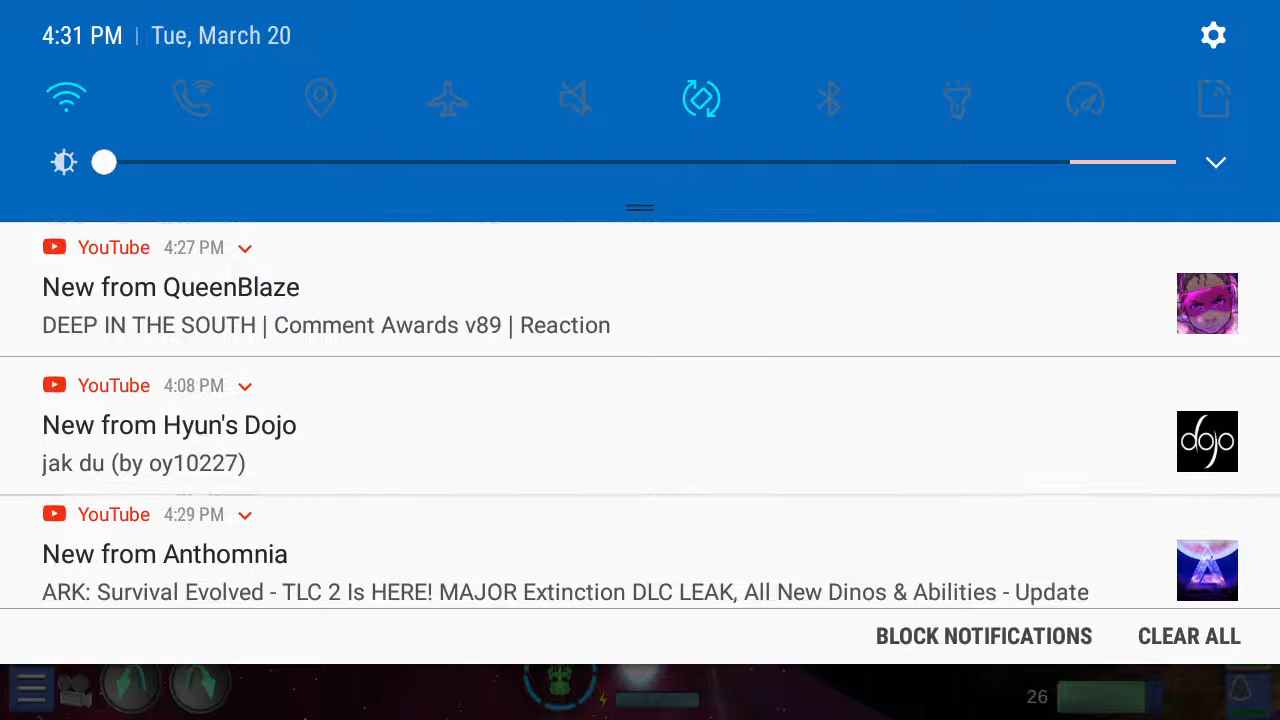 4:31 PM | Tue, March 20
YouTube 4:27 PM
New from QueenBlaze
DEEP IN THE SOUTH | Comment Awards v89 | Reaction
YouTube 4:08 PM
New from Hyun's Dojo
jak du (by oy10227)
dojo
YouTube 4:29 PM
New from Anthomnia
ARK: Survival Evolved - TLC 2 Is HERE! MAJOR Extinction DLC LEAK, All New Dinos & Abilities - Update
BLOCK NOTIFICATIONS CLEAR ALL
26